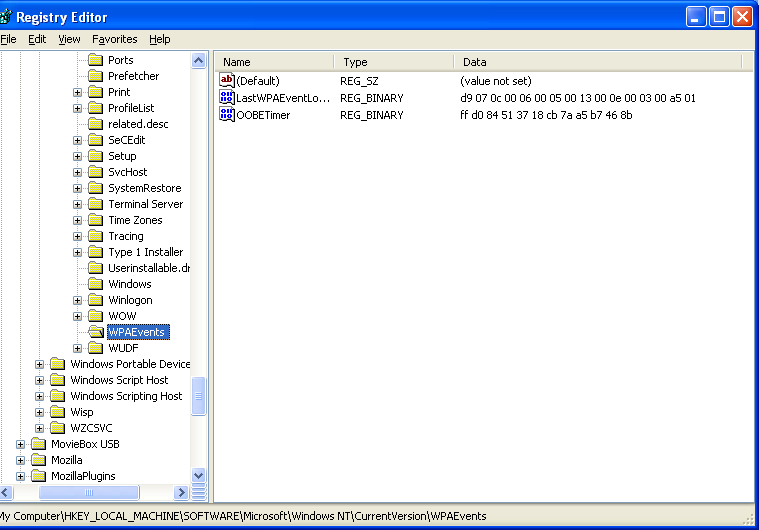 Registry Editor
File Edit View Favorites Help
Ports
Prefetcher
Print
ProfileList
related.desc
SeCEdit
Setup
SvcHost
SystemRestore
Terminal Server
Time Zones
Tracing
Type 1 Installer
Userinstallable.dr
Windows
Winlogon
WOW
WPAEvents
WUDF
Windows Portable Device
Windows Script Host
Windows Scripting Host
Wisp
WZCSVC
MovieBox USB
Mozilla
MozillaPlugins
Name Type Data
ab (Default) REG_SZ (value not set)
LastWPAEventLo... REG_BINARY d9 07 0c 00 06 00 05 00 13 00 0e 00 03 00 a5 01
OOBETimer REG_BINARY ff d0 84 51 37 18 cb 7a a5 b7 46 8b
My Computer\HKEY_LOCAL_MACHINE\SOFTWARE\Microsoft\Windows NT\CurrentVersion\WPAEvents